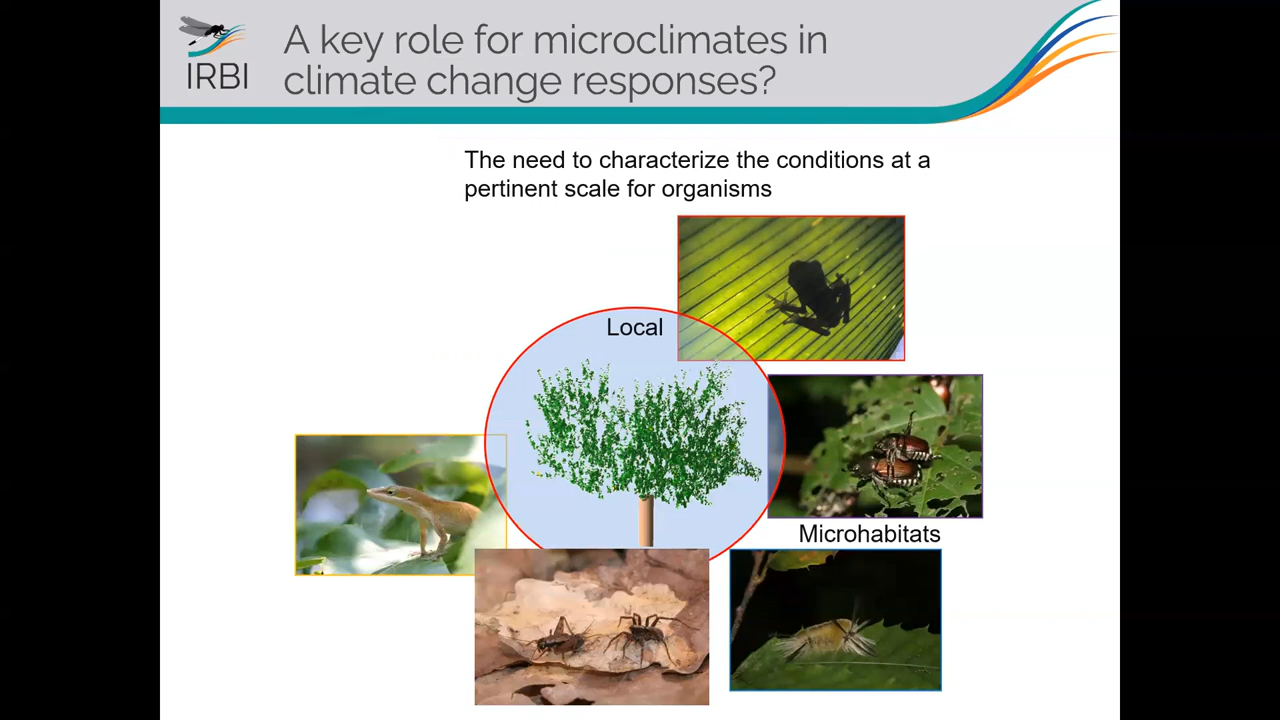 IRBI
A key role for microclimates in
climate change responses?
The need to characterize the conditions at a
pertinent scale for organisms
Local
Microhabitats